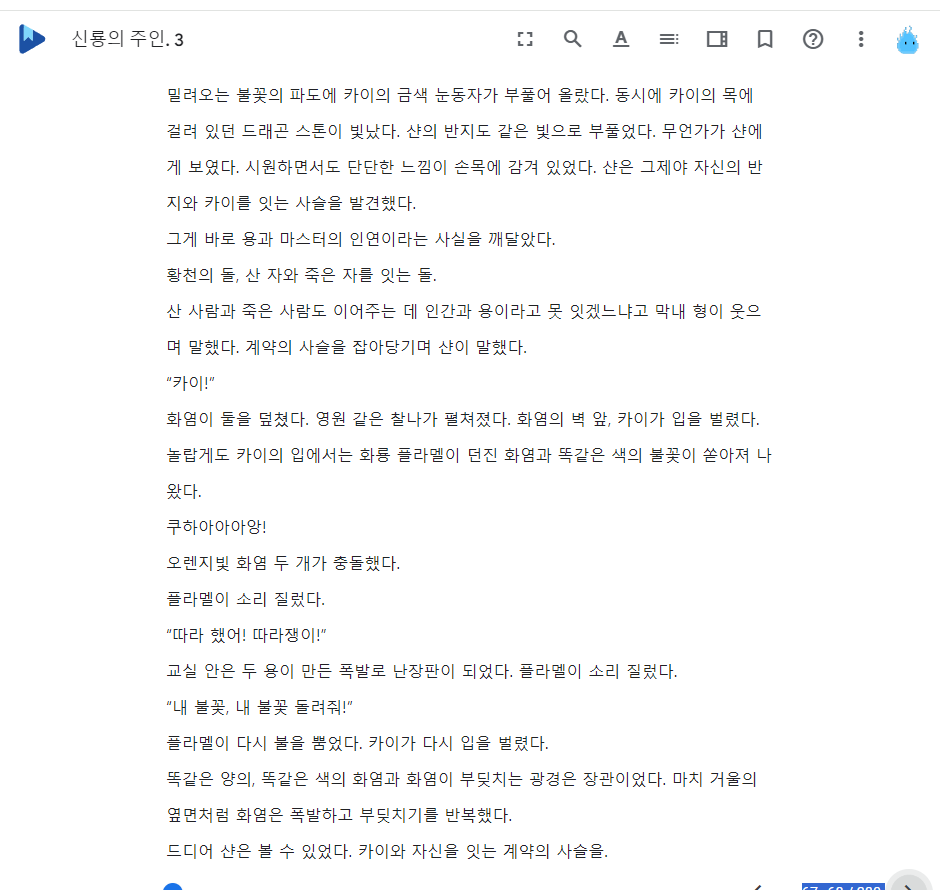 신룡의 주인. 3
밀려오는 불꽃의 파도에 카이의 금색 눈동자가 부풀어 올랐다. 동시에 카이의 목에
걸려 있던 드래곤 스톤이 빛났다. 샨의 반지도 같은 빛으로 부풀었다. 무언가가 샨에
게 보였다. 시원하면서도 단단한 느낌이 손목에 감겨 있었다. 샨은 그제야 자신의 반
지와 카이를 잇는 사슬을 발견했다.
그게 바로 용과 마스터의 인연이라는 사실을 깨달았다.
황천의 돌, 산 자와 죽은 자를 잇는 돌.
산 사람과 죽은 사람도 이어주는 데 인간과 용이라고 못 잇겠느냐고 막내 형이 웃으
며 말했다. 계약의 사슬을 잡아당기며 샨이 말했다.
“카이!”
화염이 둘을 덮쳤다. 영원 같은 찰나가 펼쳐졌다. 화염의 벽 앞, 카이가 입을 벌렸다.
놀랍게도 카이의 입에서는 화룡 플라멜이 던진 화염과 똑같은 색의 불꽃이 쏟아져 나
왔다.
쿠하아아아앙!
오렌지빛 화염 두 개가 충돌했다.
플라멜이 소리 질렀다.
“따라 했어! 따라쟁이!”
교실 안은 두 용이 만든 폭발로 난장판이 되었다. 플라멜이 소리 질렀다.
“내 불꽃, 내 불꽃 돌려줘!”
플라멜이 다시 불을 뿜었다. 카이가 다시 입을 벌렸다.
똑같은 양의, 똑같은 색의 화염과 화염이 부딪치는 광경은 장관이었다. 마치 거울의
옆면처럼 화염은 폭발하고 부딪치기를 반복했다.
드디어 샨은 볼 수 있었다. 카이와 자신을 잇는 계약의 사슬을.